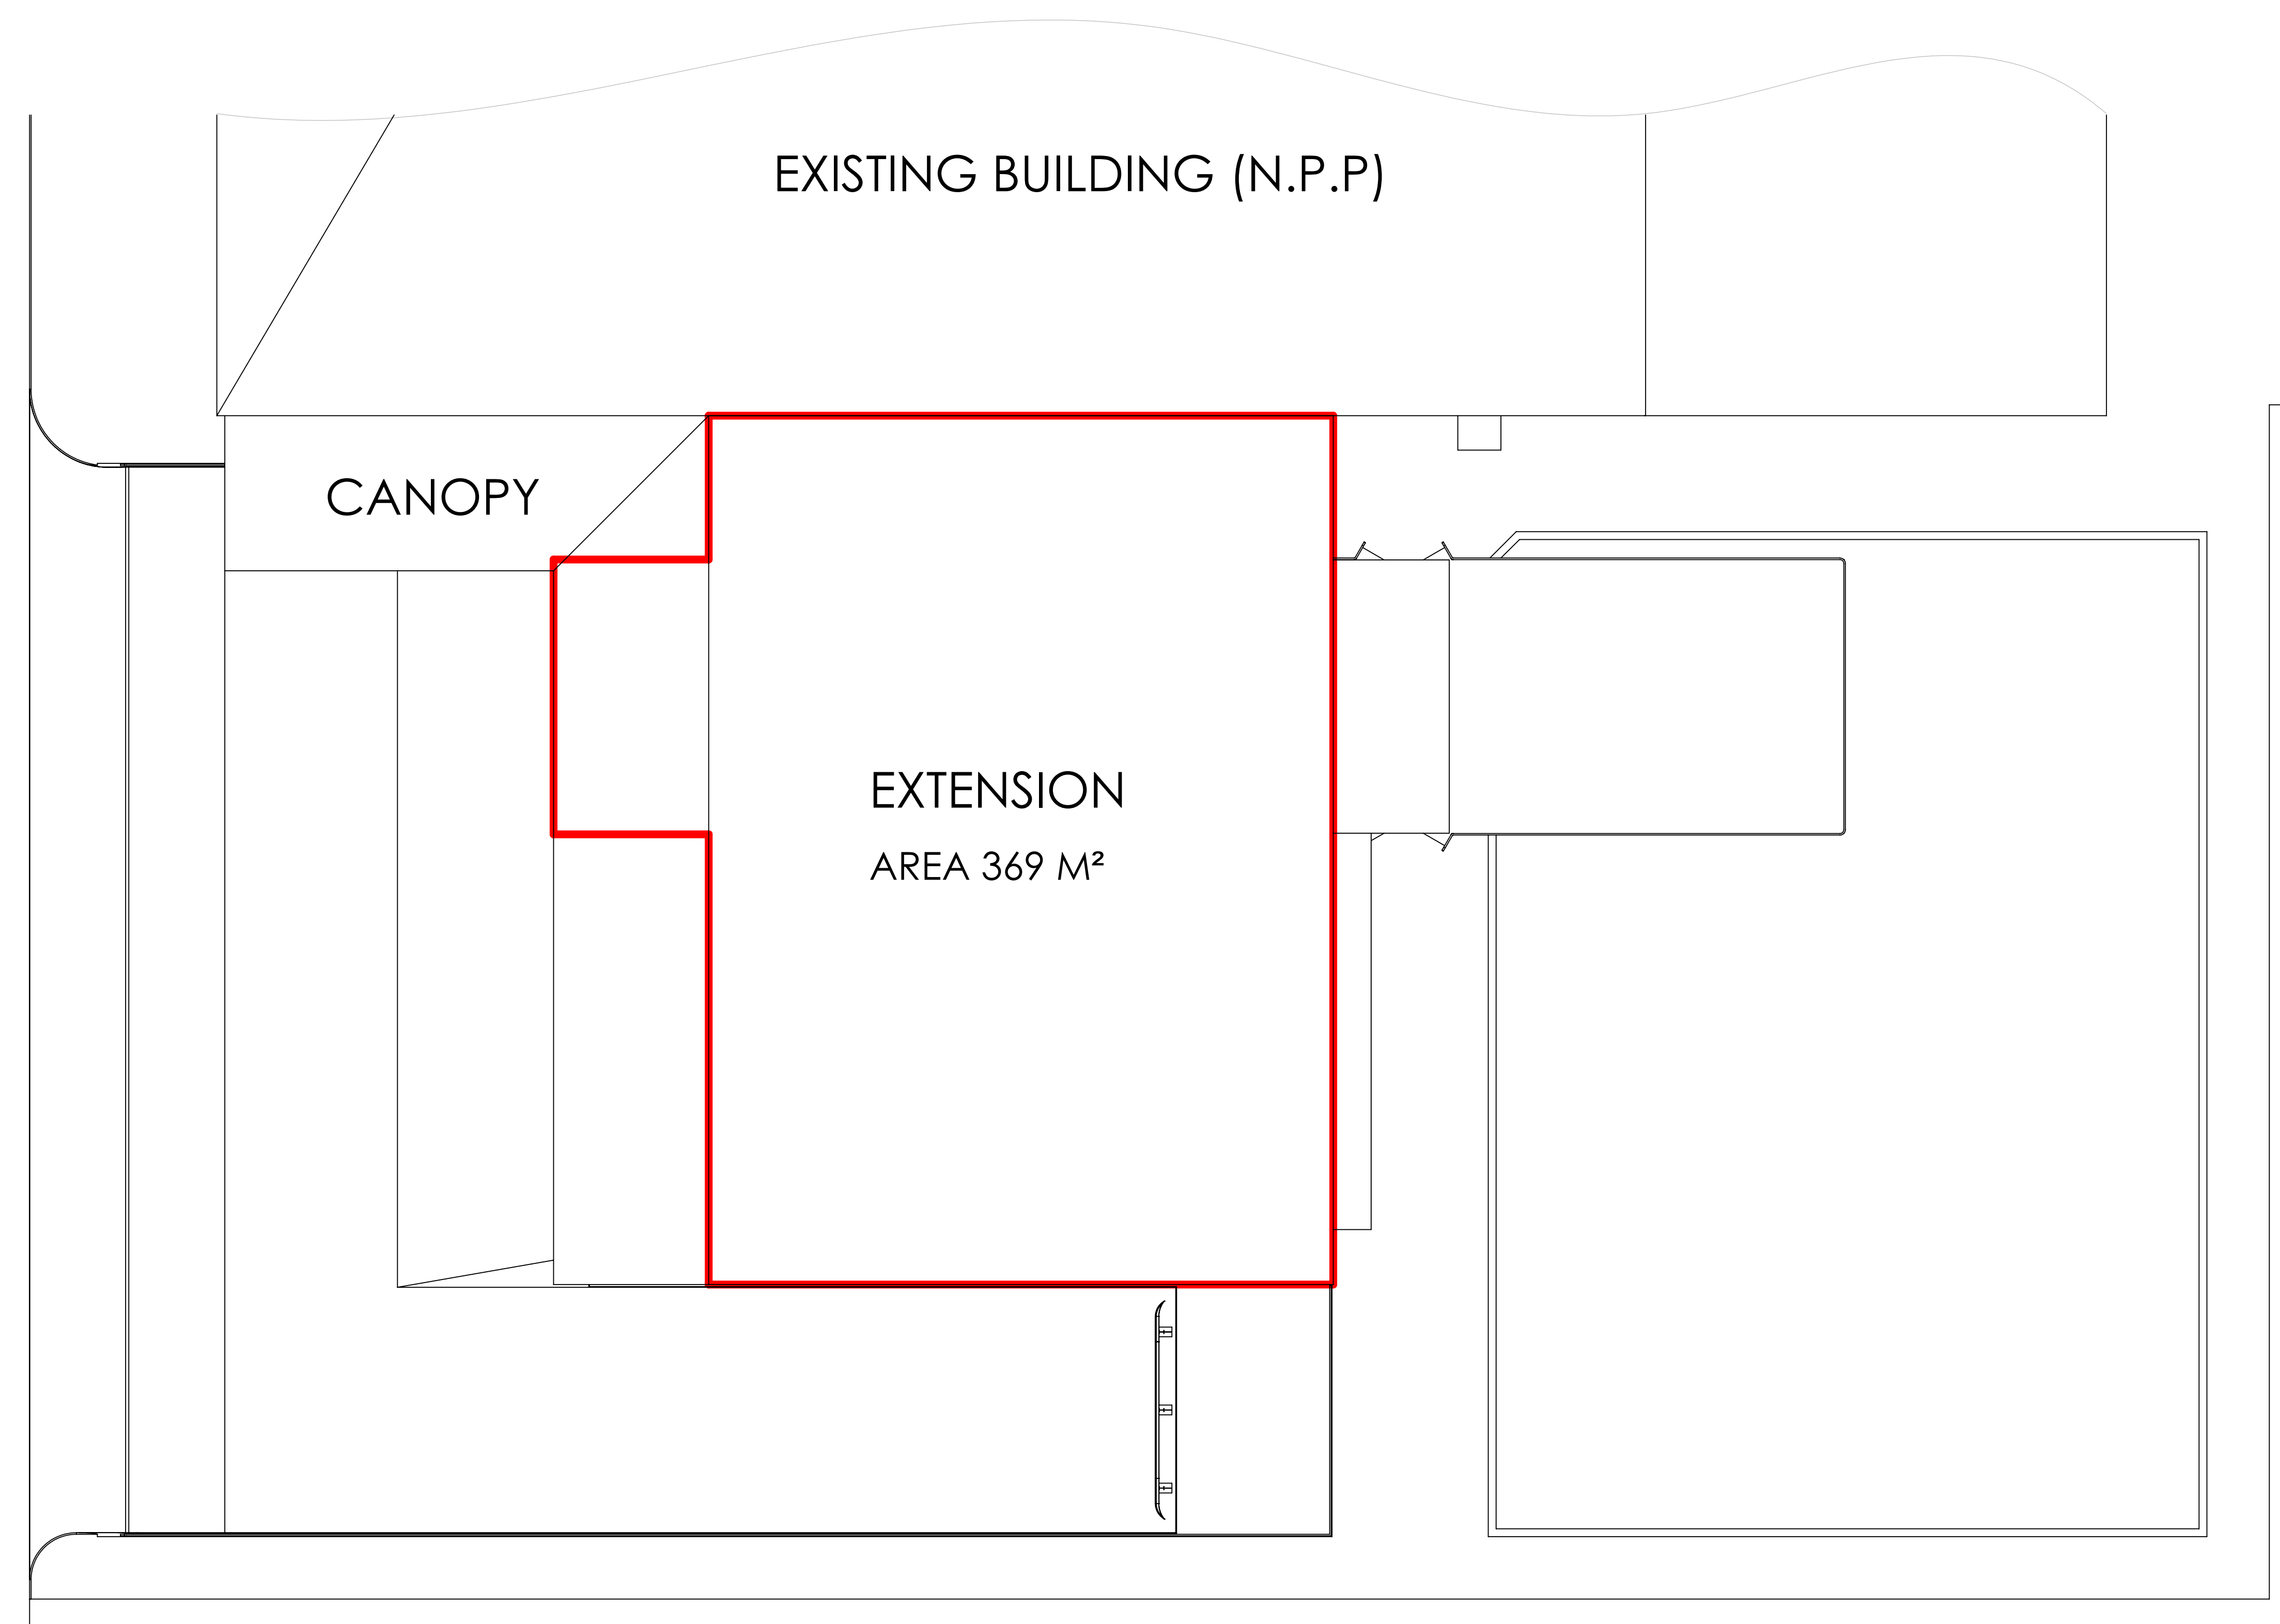 EXISTING BUILDING (N.P.P)
CANOPY
EXTENSION
AREA 369 M²